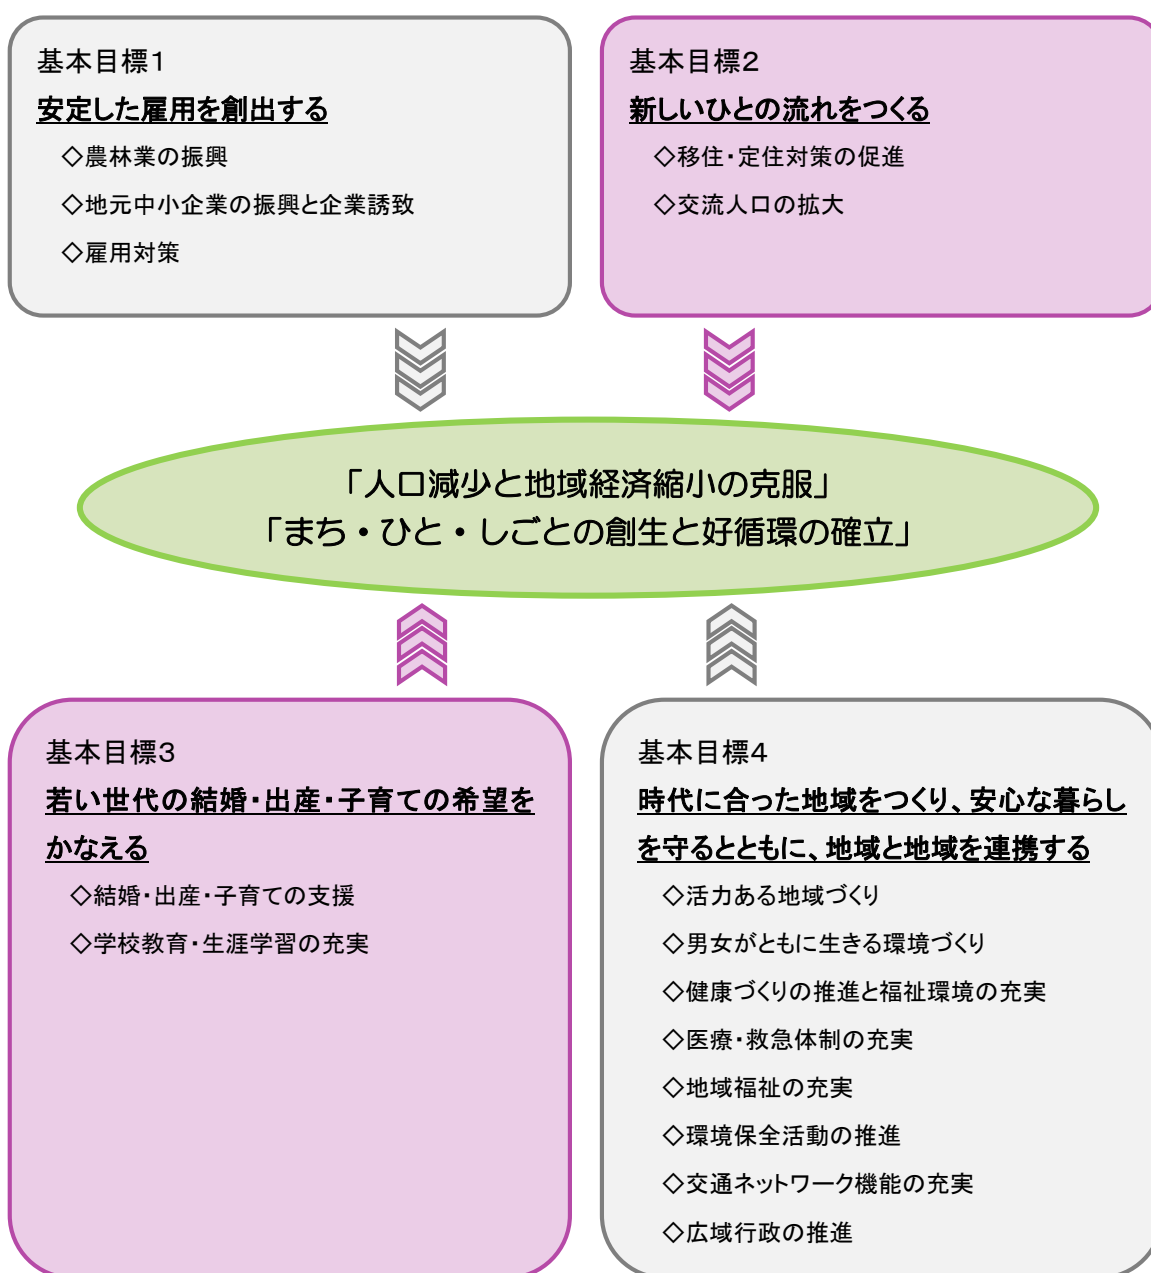 基本目標1
安定した雇用を創出する
◇農林業の振興
◇地元中小企業の振興と企業誘致
◇雇用対策
基本目標2
新しいひとの流れをつくる
◇移住・定住対策の促進
◇交流人口の拡大
「人口減少と地域経済縮小の克服」
「まち・ひと・しごとの創生と好循環の確立」
基本目標3
若い世代の結婚・出産・子育ての希望を
かなえる
◇結婚・出産・子育ての支援
◇学校教育・生涯学習の充実
基本目標4
時代に合った地域をつくり、安心な暮らし
を守るとともに、地域と地域を連携する
◇活力ある地域づくり
◇男女がともに生きる環境づくり
◇健康づくりの推進と福祉環境の充実
◇医療・救急体制の充実
◇地域福祉の充実
◇環境保全活動の推進
◇交通ネットワーク機能の充実
◇広域行政の推進